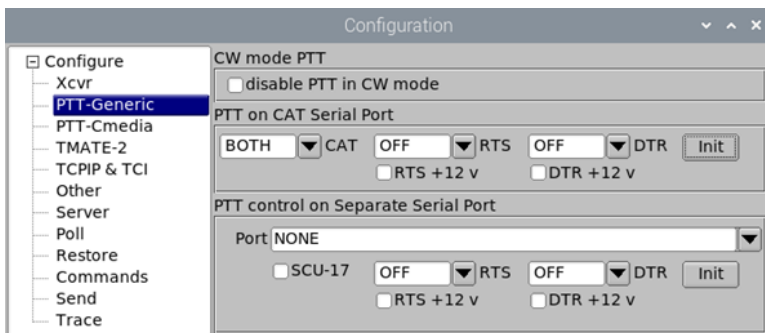 Configuration
Configure
Xcvr
PTT-Generic
PTT-Cmedia
TMATE-2
TCPIP & TCI
Other
Server
Poll
Restore
Commands
Send
Trace
CW mode PTT
disable PTT in CW mode
PTT on CAT Serial Port
BOTH CAT OFF RTS OFF DTR Init
RTS +12 v DTR +12 v
PTT control on Separate Serial Port
Port NONE
SCU-17 OFF RTS OFF DTR Init
RTS +12 v DTR +12 v